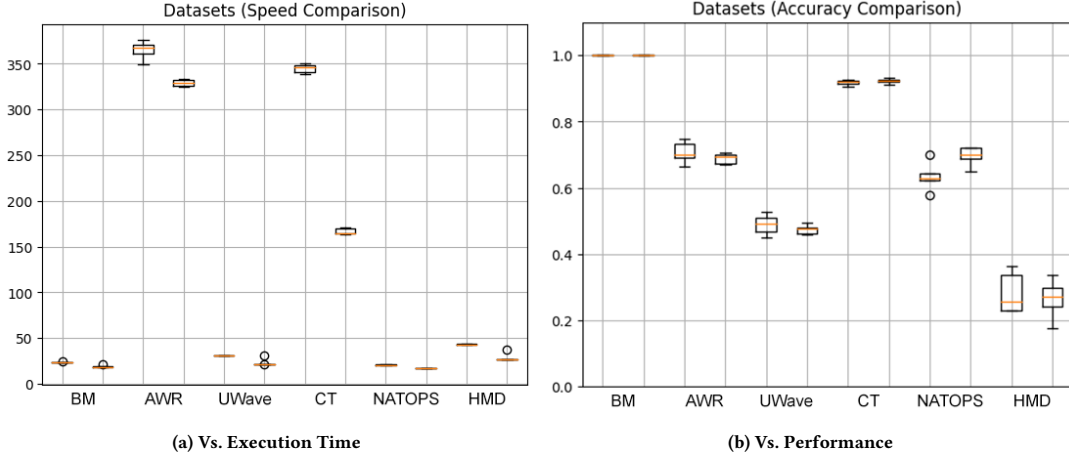 Datasets (Speed Comparison)
350
300
250
200
150
100
50
0
BM AWR UWave CT NATOPS HMD
(a) Vs. Execution Time
Datasets (Accuracy Comparison)
1.0
0.8
0.6
0.4
0.2
0.0
BM AWR UWave CT NATOPS HMD
(b) Vs. Performance